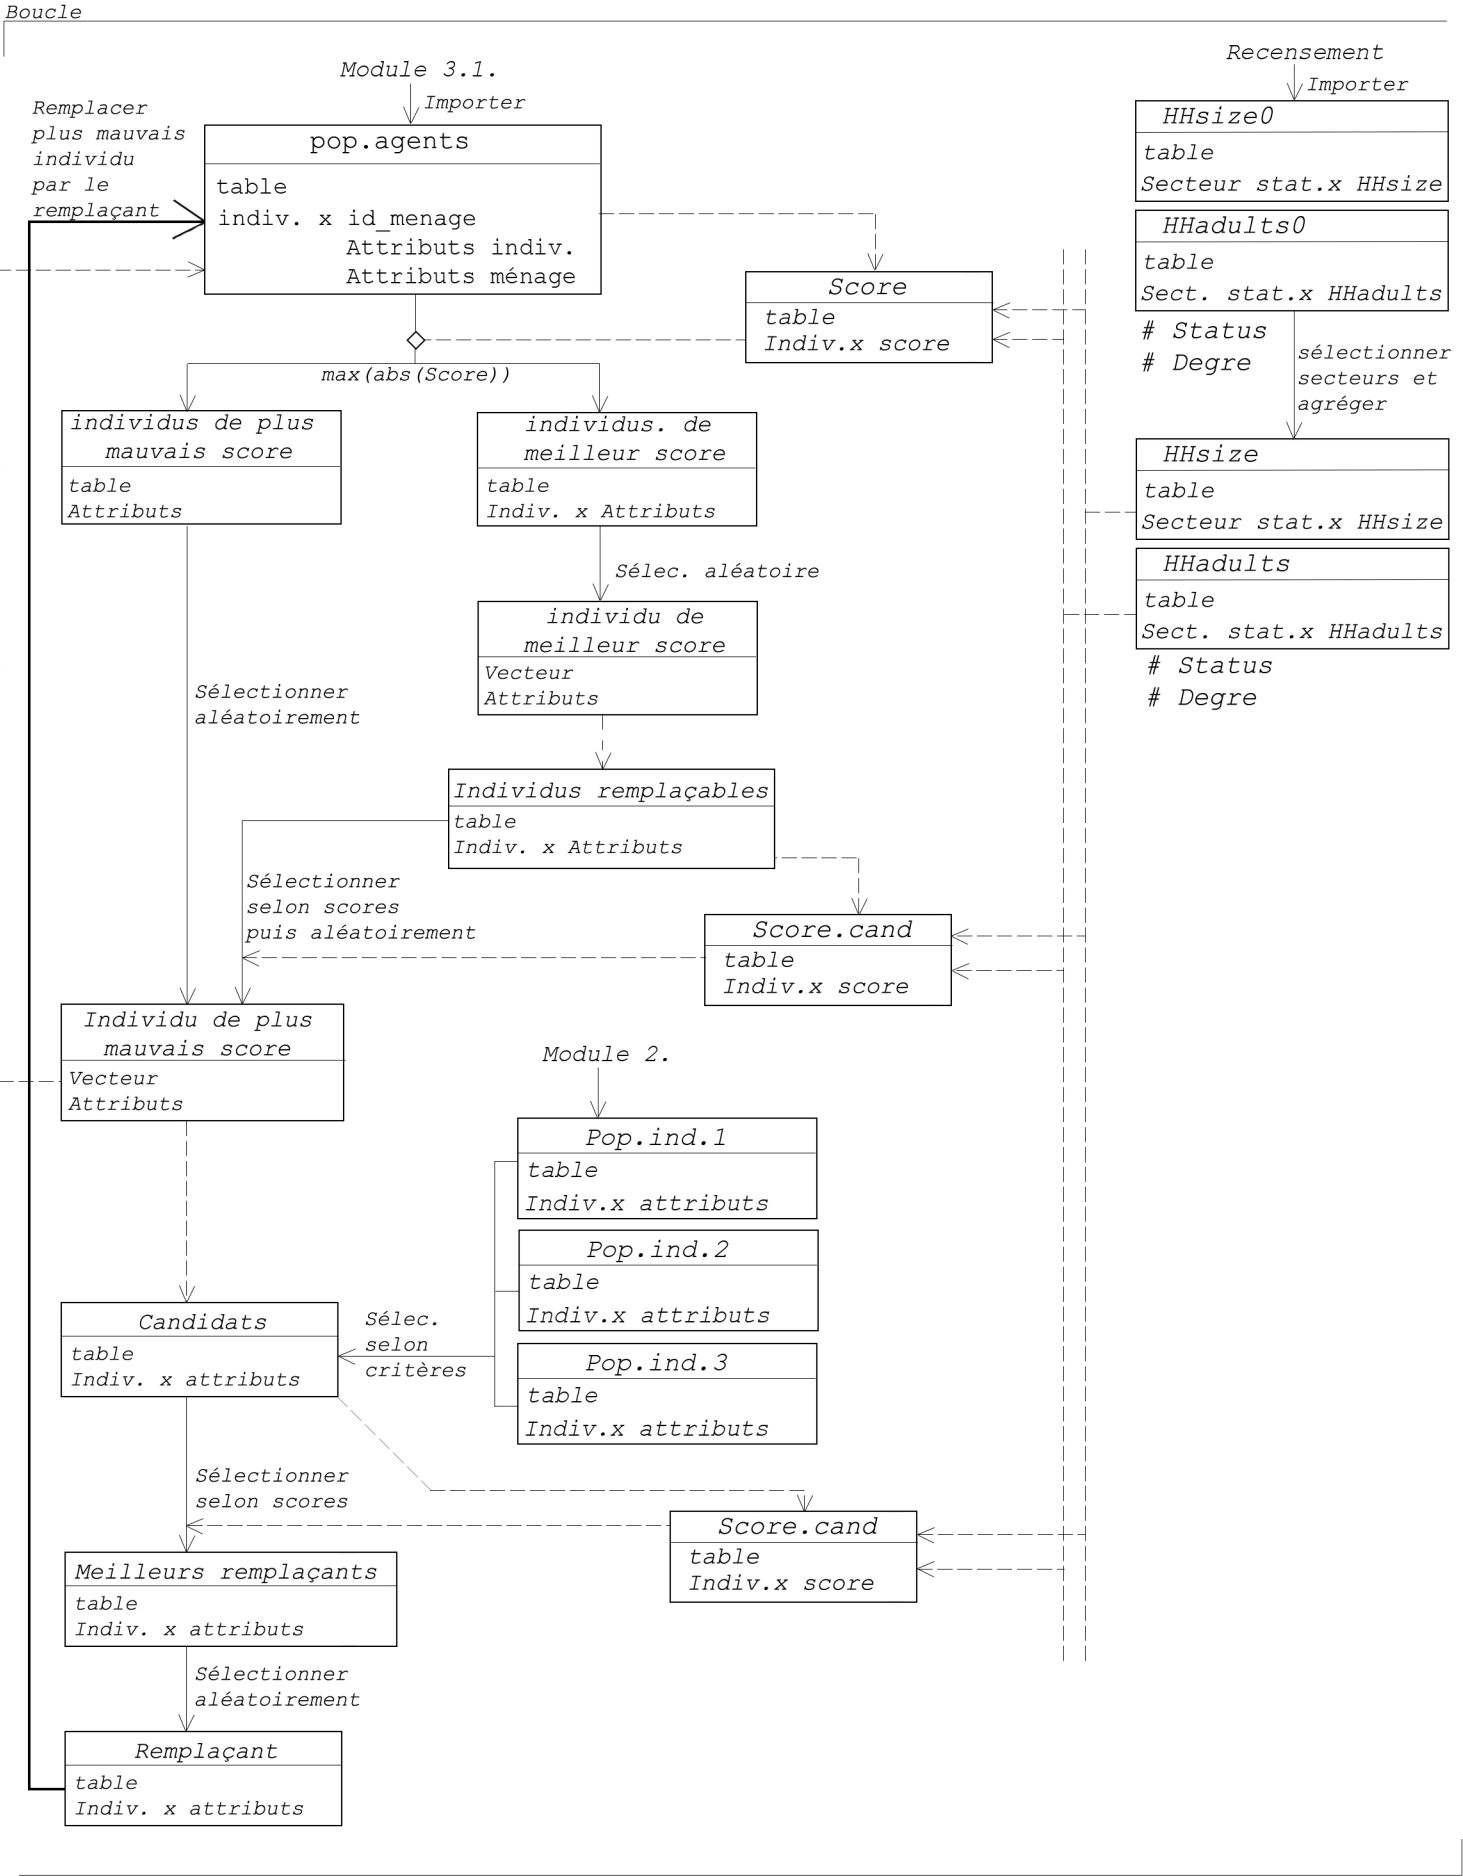 Boucle
Module 3.1.
Importer
Remplacer
plus mauvais
individu
par le
remplaçant
pop.agents
table
indiv. x id_menage
Attributs indiv.
Attributs ménage
Recensement
Importer
HHsize0
table
Secteur stat.x HHsize
HHadults0
table
Sect. stat.x HHadults
# Status
# Degre
sélectionner
secteurs et
agréger
HHsize
table
Secteur stat.x HHsize
HHadults
table
Sect. stat.x HHadults
# Status
# Degre
Score
table
Indiv.x score
max(abs(Score))
individus de plus
mauvais score
table
Attributs
individus. de
meilleur score
table
Indiv. x Attributs
Sélec. aléatoire
individu de
meilleur score
Vecteur
Attributs
Sélectionner
aléatoirement
Individus remplaçables
table
Indiv. x Attributs
Sélectionner
selon scores
puis aléatoirement
Score.cand
table
Indiv.x score
Individu de plus
mauvais score
Vecteur
Attributs
Module 2.
Pop.ind.1
table
Indiv.x attributs
Pop.ind.2
table
Indiv.x attributs
Pop.ind.3
table
Indiv.x attributs
Sélec.
selon
critères
Candidats
table
Indiv. x attributs
Sélectionner
selon scores
Score.cand
table
Indiv.x score
Meilleurs remplaçants
table
Indiv. x attributs
Sélectionner
aléatoirement
Remplaçant
table
Indiv. x attributs